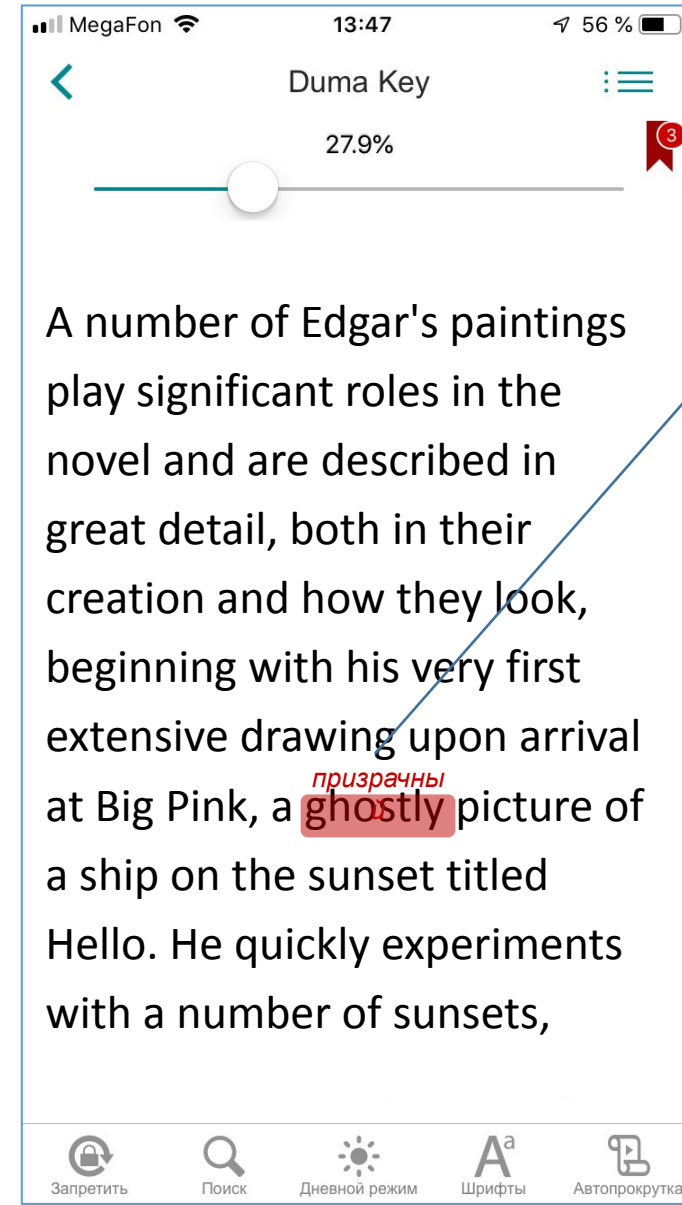 MegaFon 13:47 56 %
Duma Key
27.9%
3
A number of Edgar's paintings
play significant roles in the
novel and are described in
great detail, both in their
creation and how they look,
beginning with his very first
extensive drawing upon arrival
призрачны
й
at Big Pink, a ghostly picture of
a ship on the sunset titled
Hello. He quickly experiments
with a number of sunsets,
Aa
Запретить Поиск Дневной режим Шрифты Автопрокрутка